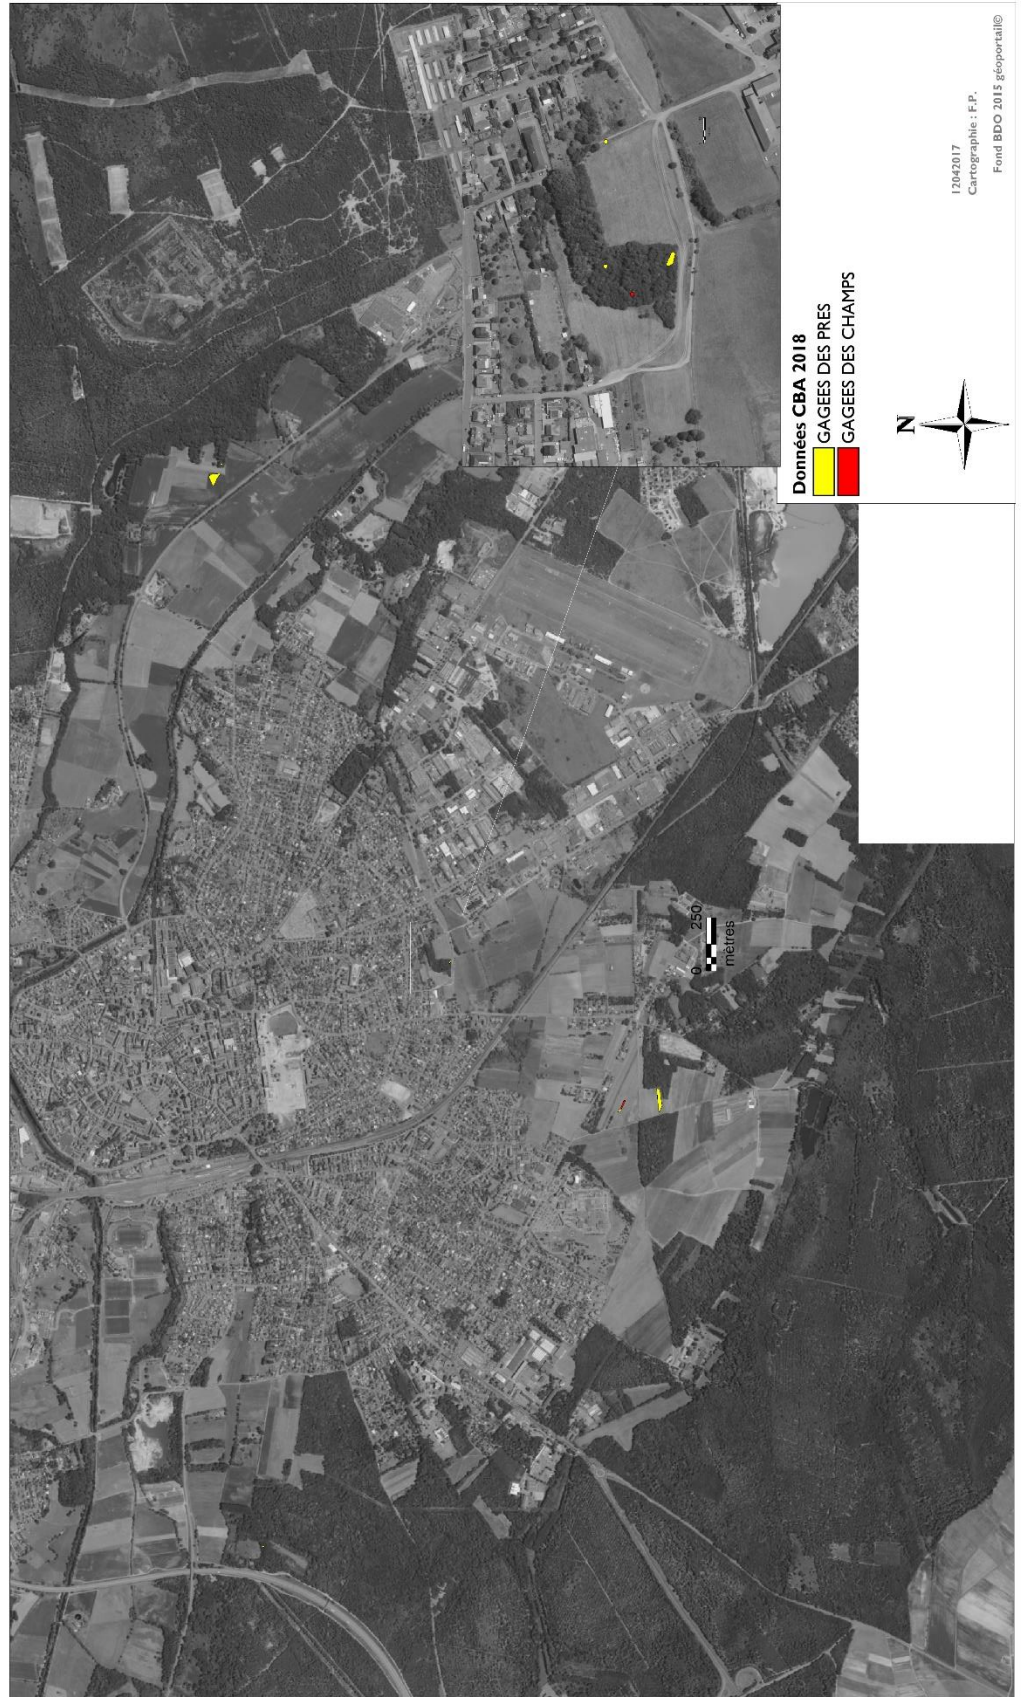 Données CBA 2018
GAGEES DES PRES
GAGEES DES CHAMPS
N
12042017
Cartographie : F.P.
Fond BDO 2015 géoportail©
0 250
mètres